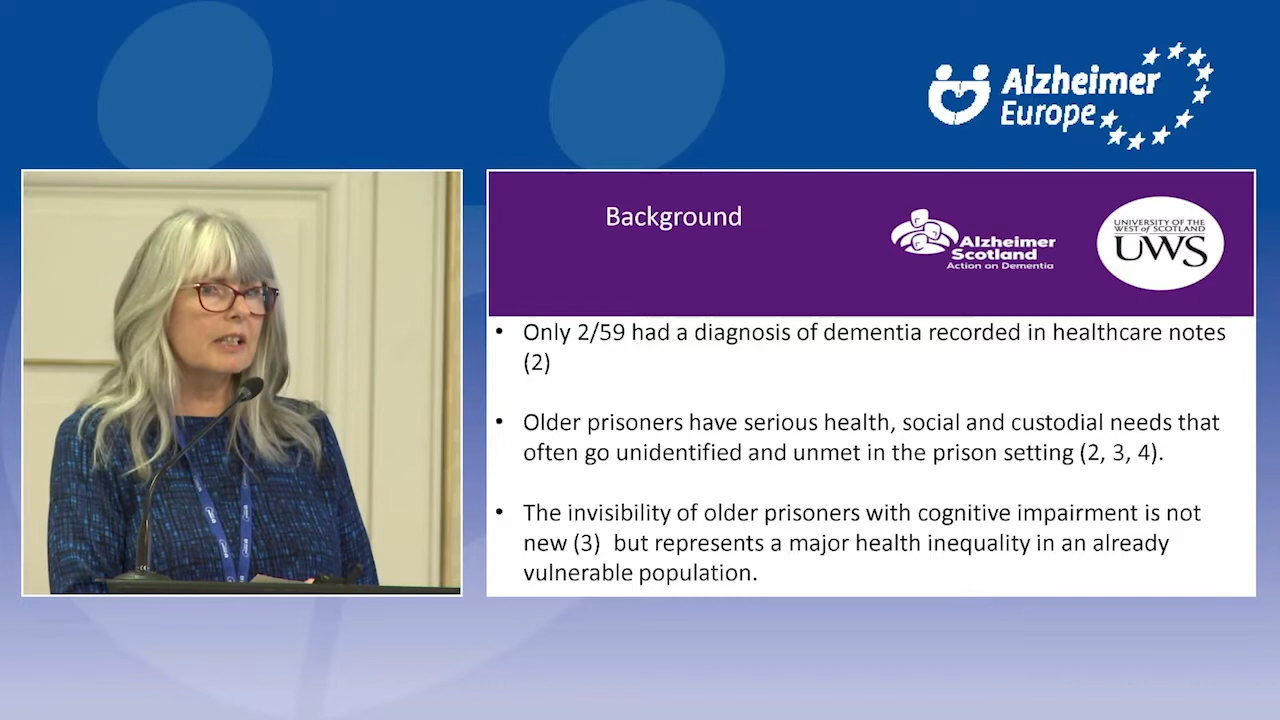 Alzheimer
Europe
Background
Alzheimer
Scotland
Action on Dementia
UNIVERSITY OF THE
WEST of SCOTLAND
UWS
• Only 2/59 had a diagnosis of dementia recorded in healthcare notes
(2)
• Older prisoners have serious health, social and custodial needs that
often go unidentified and unmet in the prison setting (2, 3, 4).
• The invisibility of older prisoners with cognitive impairment is not
new (3)  but represents a major health inequality in an already
vulnerable population.